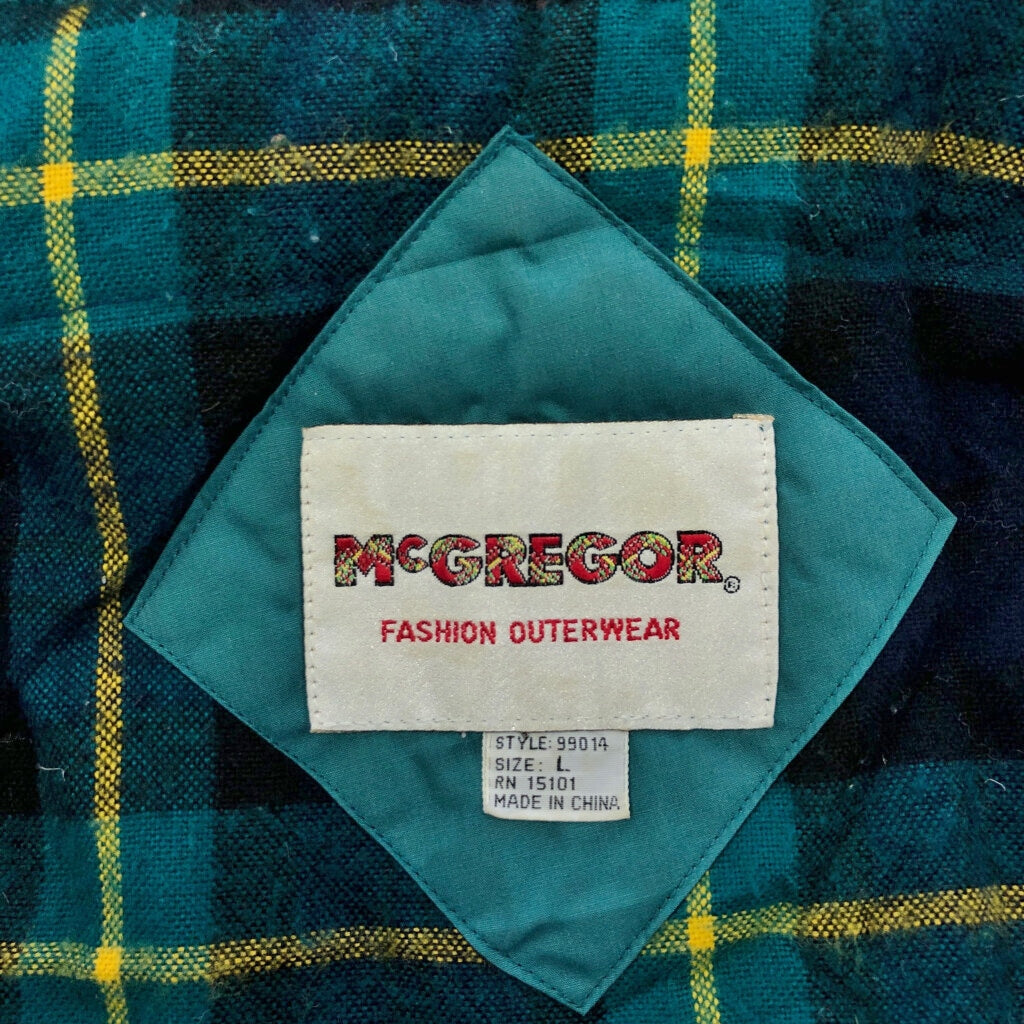 McGREGOR®
FASHION OUTERWEAR
STYLE: 99014
SIZE: L
RN 15101
MADE IN CHINA